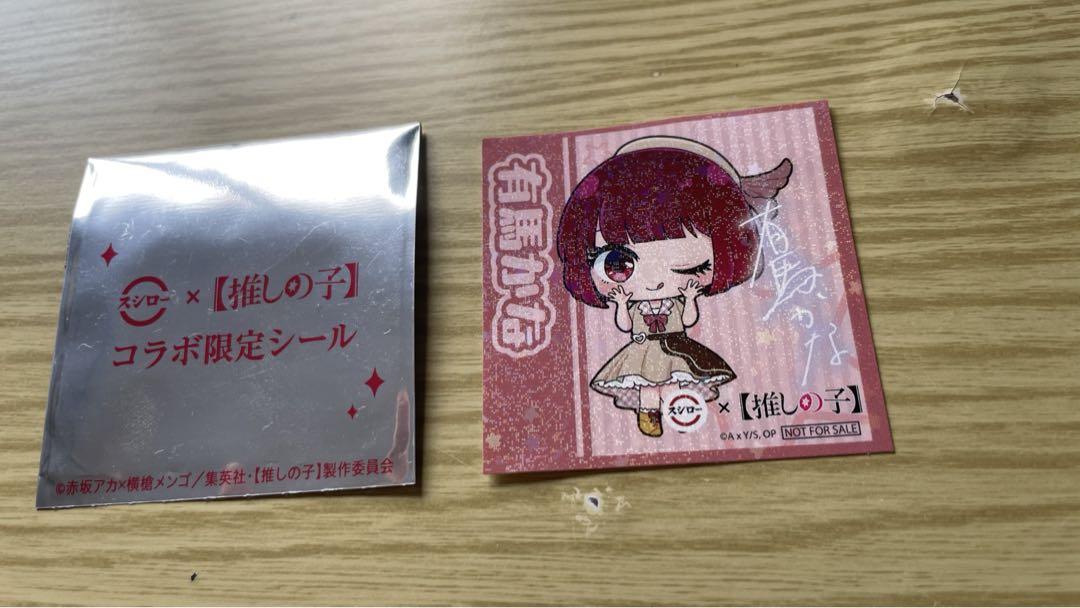 スシロー × 【推しの子】
コラボ限定シール
©赤坂アカ×横槍メンゴ／集英社・【推しの子】製作委員会
有馬かな
有馬かな
スシロー × 【推しの子】
©A x Y/S, OP NOT FOR SALE